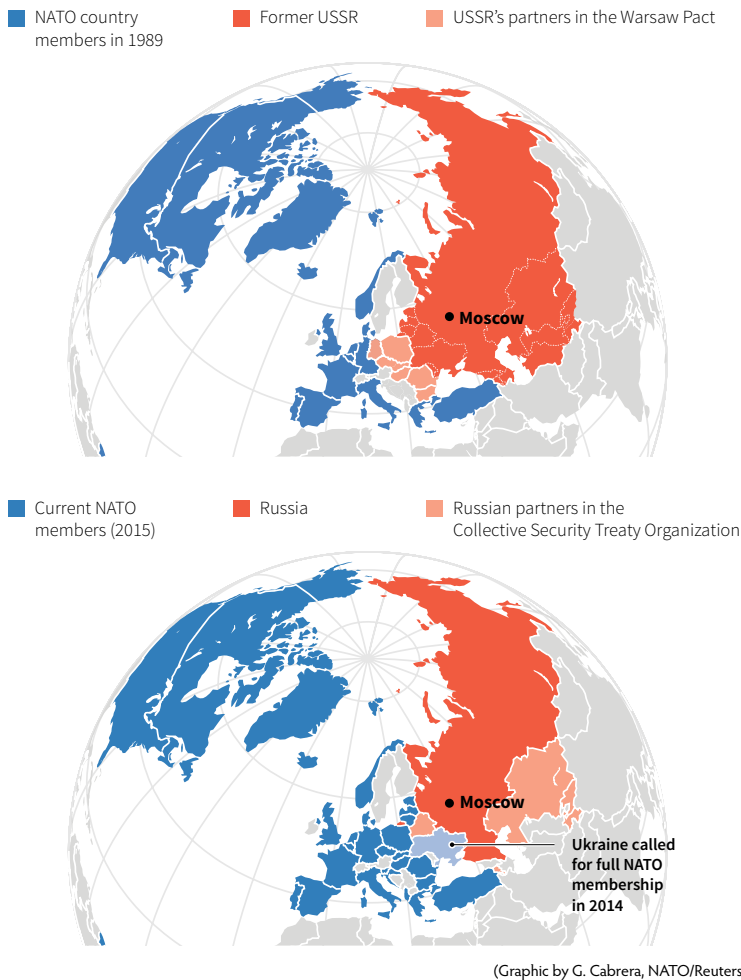 NATO country
members in 1989
Former USSR
USSR's partners in the Warsaw Pact
Moscow
Current NATO
members (2015)
Russia
Russian partners in the
Collective Security Treaty Organization
Moscow
Ukraine called
for full NATO
membership
in 2014
(Graphic by G. Cabrera, NATO/Reuters